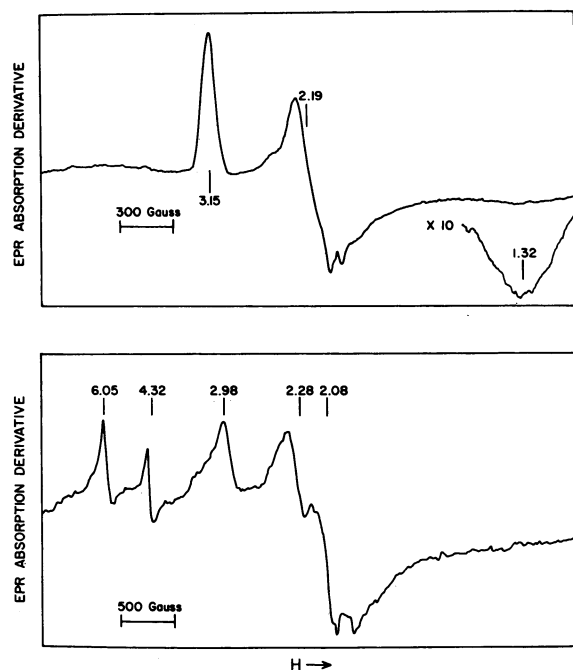 EPR ABSORPTION DERIVATIVE
2.19
3.15
300 Gauss
X 10
1.32
EPR ABSORPTION DERIVATIVE
6.05 4.32 2.98 2.28 2.08
500 Gauss
H →